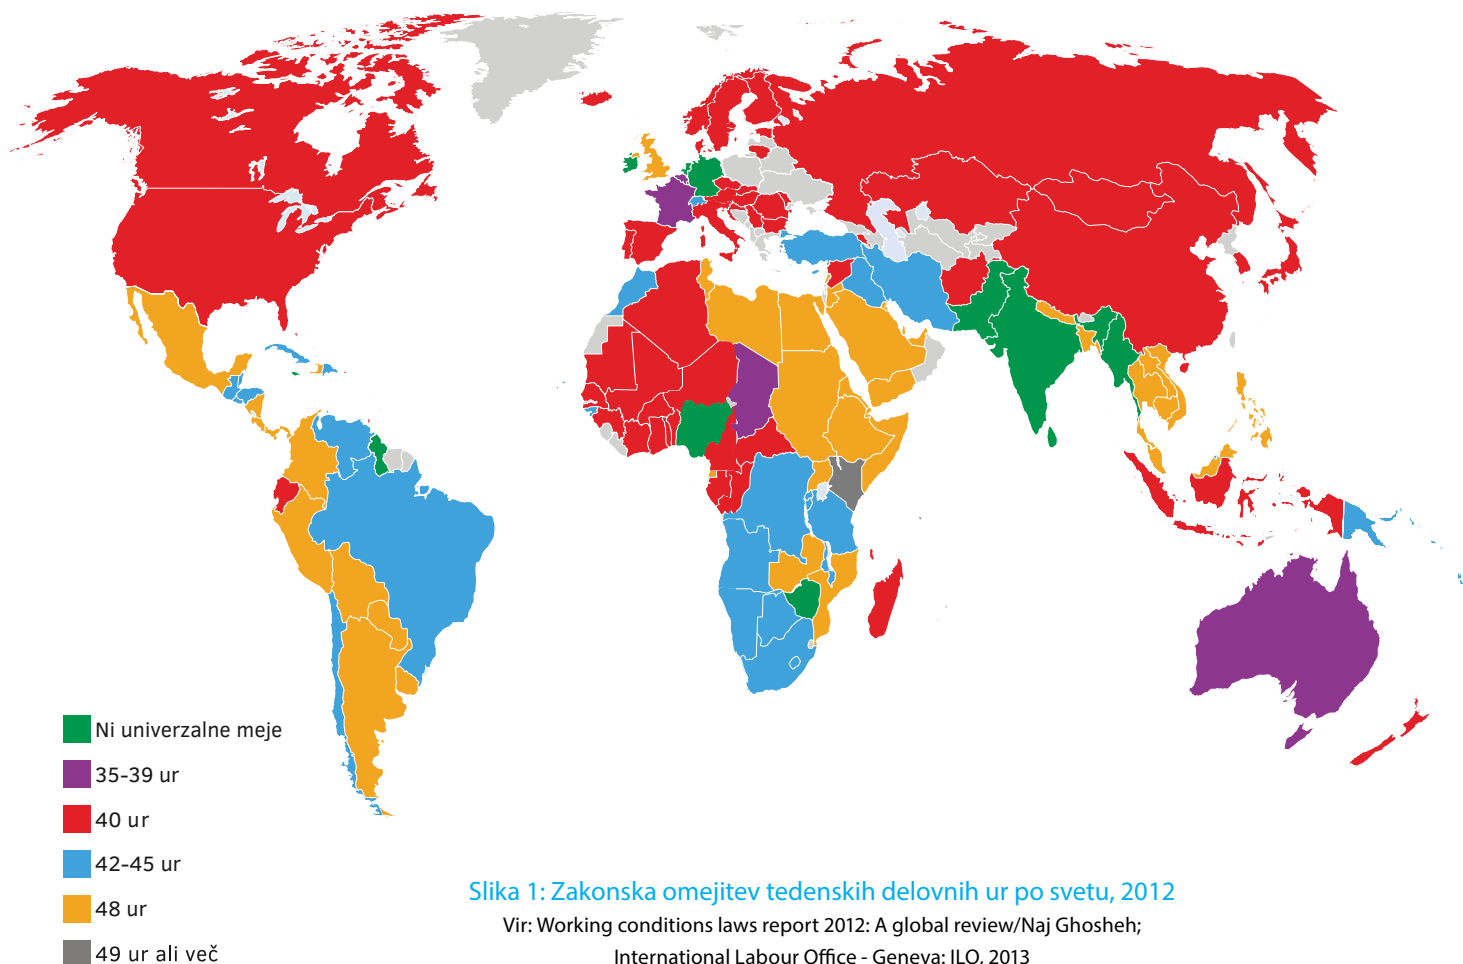 Ni univerzalne meje
35-39 ur
40 ur
42-45 ur
48 ur
49 ur ali več
Slika 1: Zakonska omejitev tedenskih delovnih ur po svetu, 2012
Vir: Working conditions laws report 2012: A global review/Naj Ghosheh;
International Labour Office - Geneva: ILO, 2013